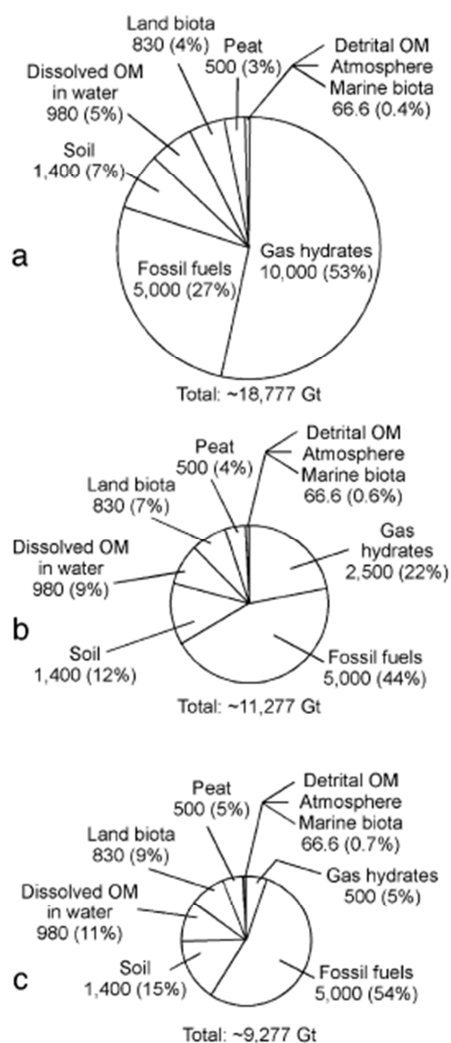 Land biota
830 (4%)
Peat
500 (3%)
Detrital OM
Atmosphere
Marine biota
66.6 (0.4%)
Dissolved OM
in water
980 (5%)
Soil
1,400 (7%)
a
Fossil fuels
5,000 (27%)
Gas hydrates
10,000 (53%)
Total: ~18,777 Gt
Peat
500 (4%)
Detrital OM
Atmosphere
Marine biota
66.6 (0.6%)
Land biota
830 (7%)
Gas
hydrates
2,500 (22%)
Dissolved OM
in water
980 (9%)
b
Soil
1,400 (12%)
Fossil fuels
5,000 (44%)
Total: ~11,277 Gt
Peat
500 (5%)
Detrital OM
Atmosphere
Marine biota
66.6 (0.7%)
Land biota
830 (9%)
Gas hydrates
500 (5%)
Dissolved OM
in water
980 (11%)
c
Soil
1,400 (15%)
Fossil fuels
5,000 (54%)
Total: ~9,277 Gt